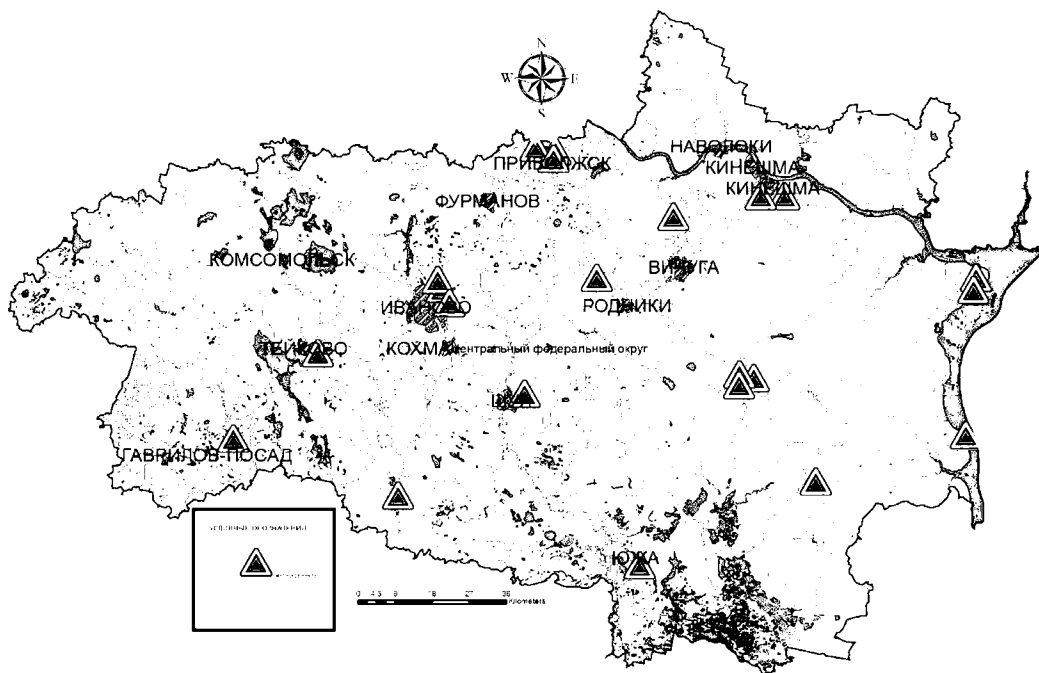 N
W E
S
НАВОЛОКИ
ПРИВОЛЖСК
КИНЕШМА
КИНЕШМА
ФУРМАНОВ
КОМСОМОЛЬСК
ВИЧУГА
ИВАНОВО
РОДНИКИ
ТЕЙКОВО
КОХМА
центральный федеральный округ
ШУЯ
ГАВРИЛОВ-ПОСАД
ЮЖА
0 4,5 9 18 27 36
Kilometers